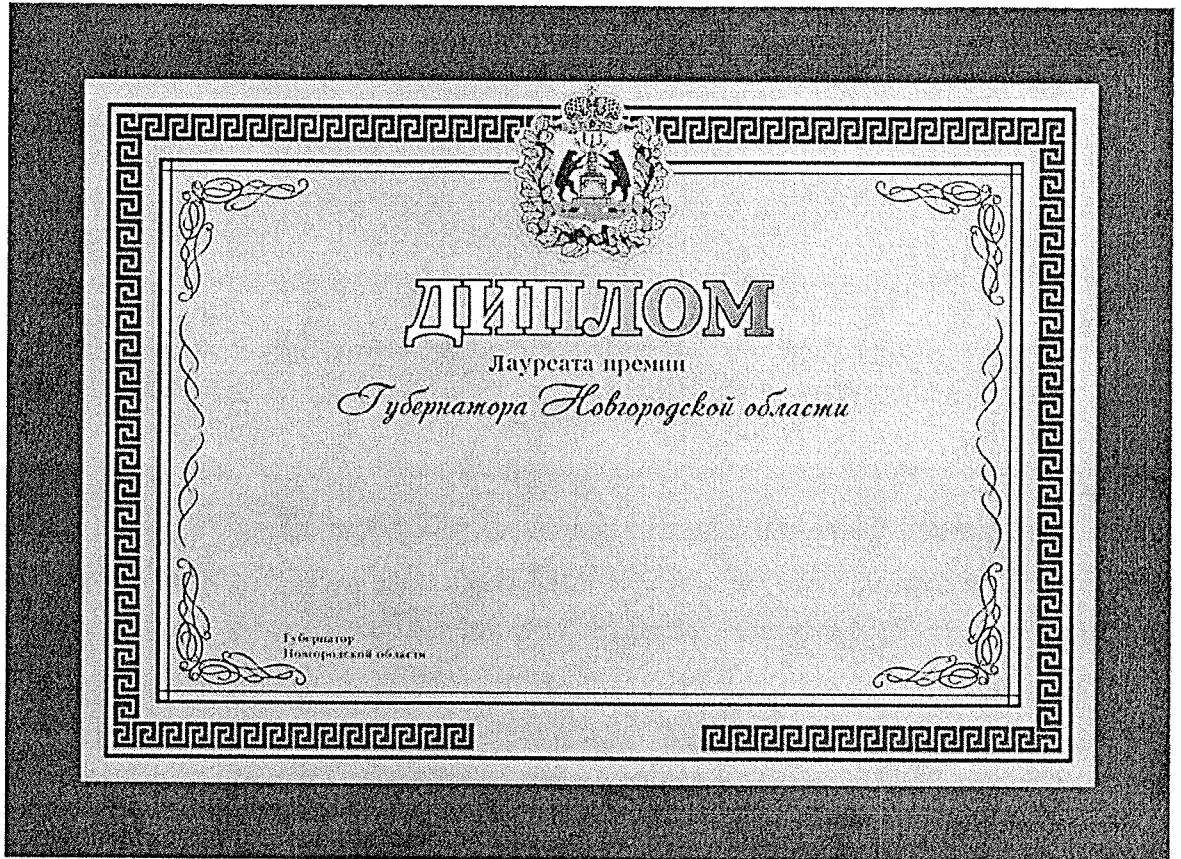 ДИПЛОМ
Лауреата премии
Губернатора Новгородской области
Губернатор
Новгородской области